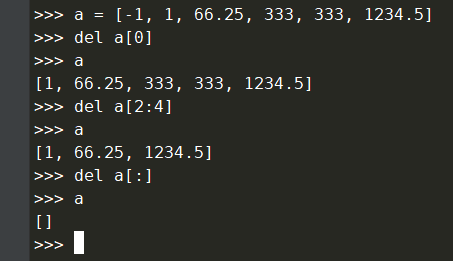 >>> a = [-1, 1, 66.25, 333, 333, 1234.5]
>>> del a[0]
>>> a
[1, 66.25, 333, 333, 1234.5]
>>> del a[2:4]
>>> a
[1, 66.25, 1234.5]
>>> del a[:]
>>> a
[]
>>>